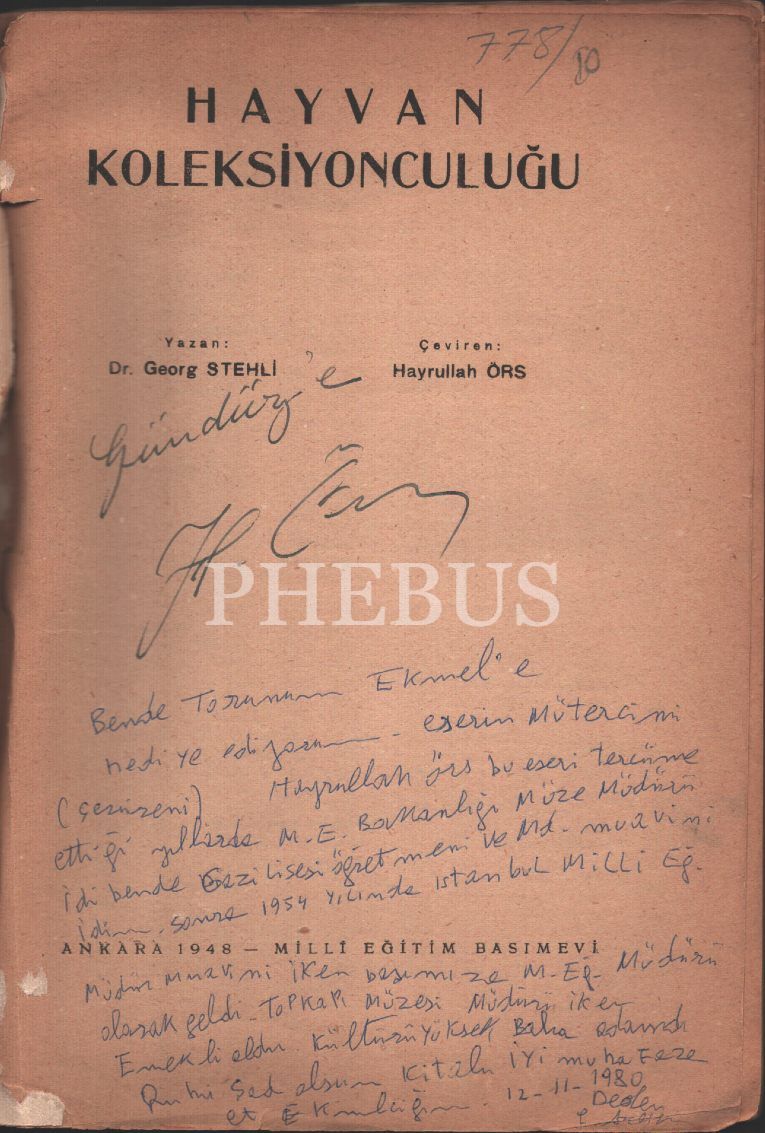 778/80
HAYVAN
KOLEKSİYONCULUĞU
Yazan:
Dr. Georg STEHLİ
Çeviren:
Hayrullah ÖRS
Gündüz'e
H. Örs
PHEBUS
Bende Torunum Ekmel'e
hediye ediyorum. eserin Mütercimi
(çevireni) Hayrullah Örs bu eseri tercüme
ettiği yıllarda M.E. Bakanlığı Müze Müdürü
idi bende Gazi Lisesi öğretmeni ve Md. muavini
idim. sonra 1954 yılında istanbul Milli Eğ.
ANKARA 1948 — MİLLÎ EĞİTİM BASIMEVİ
Müdür Muavini iken başımıza M. Eğ. Müdürü
olarak geldi. Topkapı Müzesi Müdürü iken
Emekli oldu. Kültürü yüksek Baba adamdı
Ruhu Şad olsun Kitabı iyi muhafaza
et Ekmelciğim. 12-11-1980
Deden